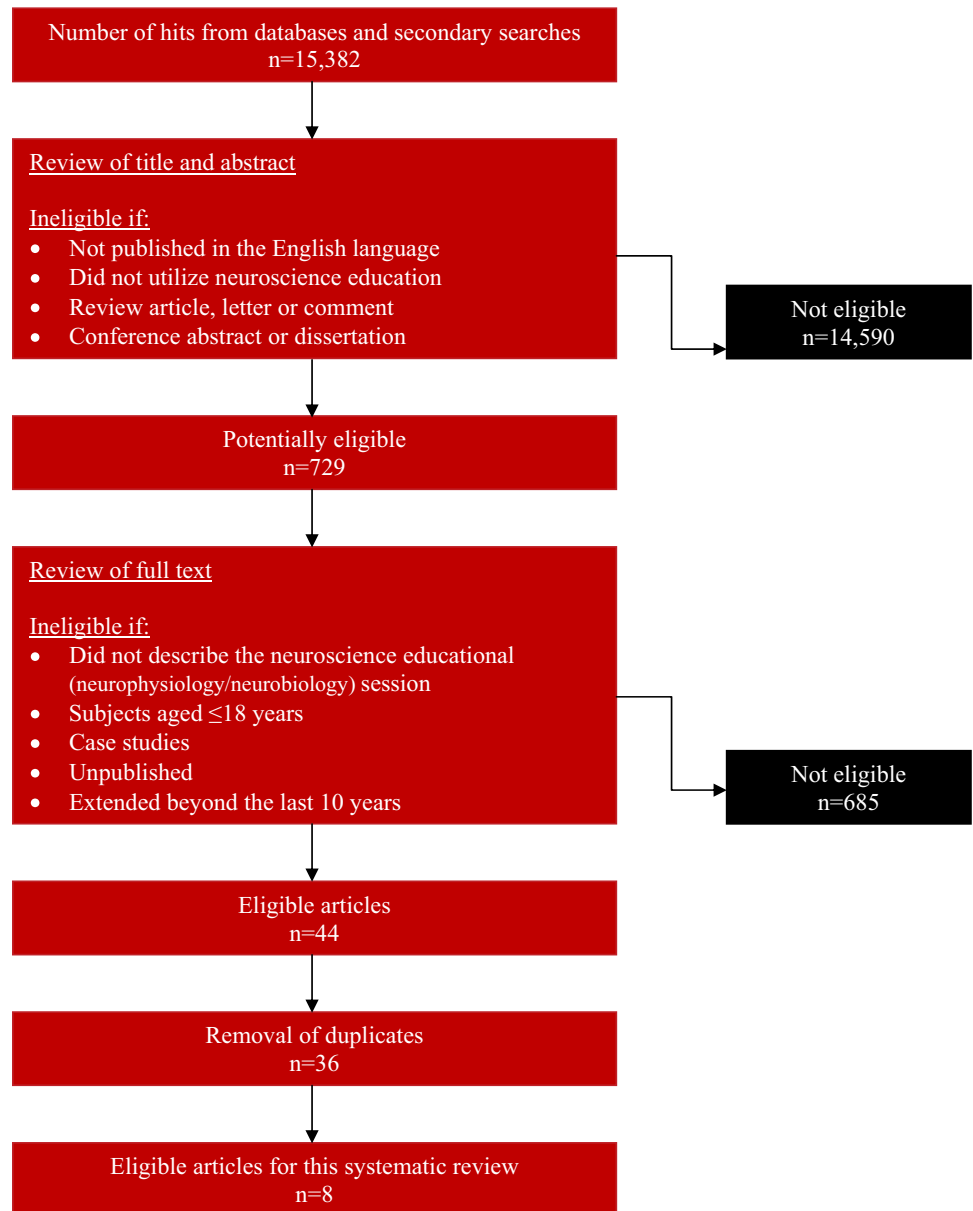 Number of hits from databases and secondary searches
n=15,382
Review of title and abstract
Ineligible if:
• Not published in the English language
• Did not utilize neuroscience education
• Review article, letter or comment
• Conference abstract or dissertation
Not eligible
n=14,590
Potentially eligible
n=729
Review of full text
Ineligible if:
• Did not describe the neuroscience educational
(neurophysiology/neurobiology) session
• Subjects aged ≤18 years
• Case studies
• Unpublished
• Extended beyond the last 10 years
Not eligible
n=685
Eligible articles
n=44
Removal of duplicates
n=36
Eligible articles for this systematic review
n=8